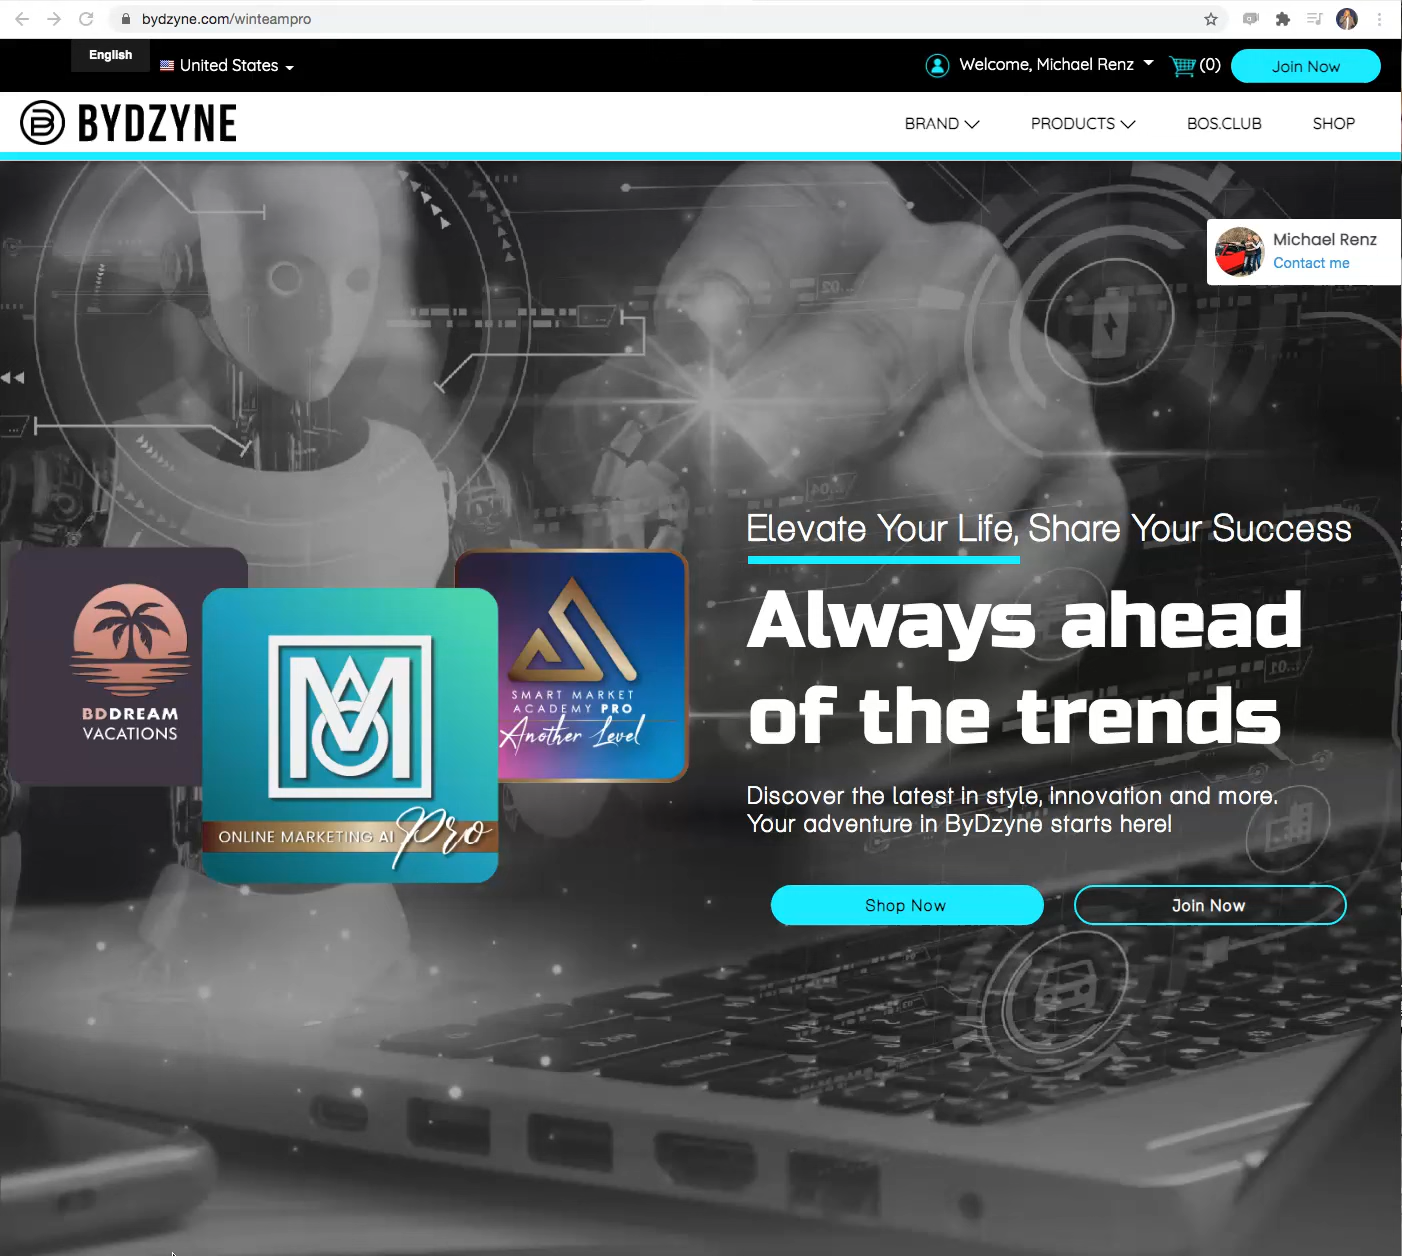 bydzyne.com/winteampro
English
United States
Welcome, Michael Renz
(0)
Join Now
BYDZYNE
BRAND
PRODUCTS
BOS.CLUB
SHOP
Michael Renz
Contact me
Elevate Your Life, Share Your Success
Always ahead
of the trends
Discover the latest in style, innovation and more.
Your adventure in ByDzyne starts here!
Shop Now
Join Now
BDDREAM
VACATIONS
ONLINE MARKETING AI Pro
SMART MARKET
ACADEMY PRO
Another Level